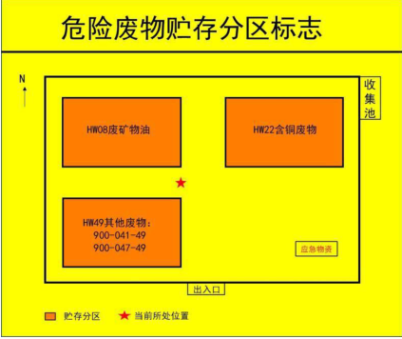 危险废物贮存分区标志
N
收集池
HW08废矿物油
HW22含铜废物
HW49其他废物：
900-041-49
900-047-49
应急物资
出入口
贮存分区
当前所处位置